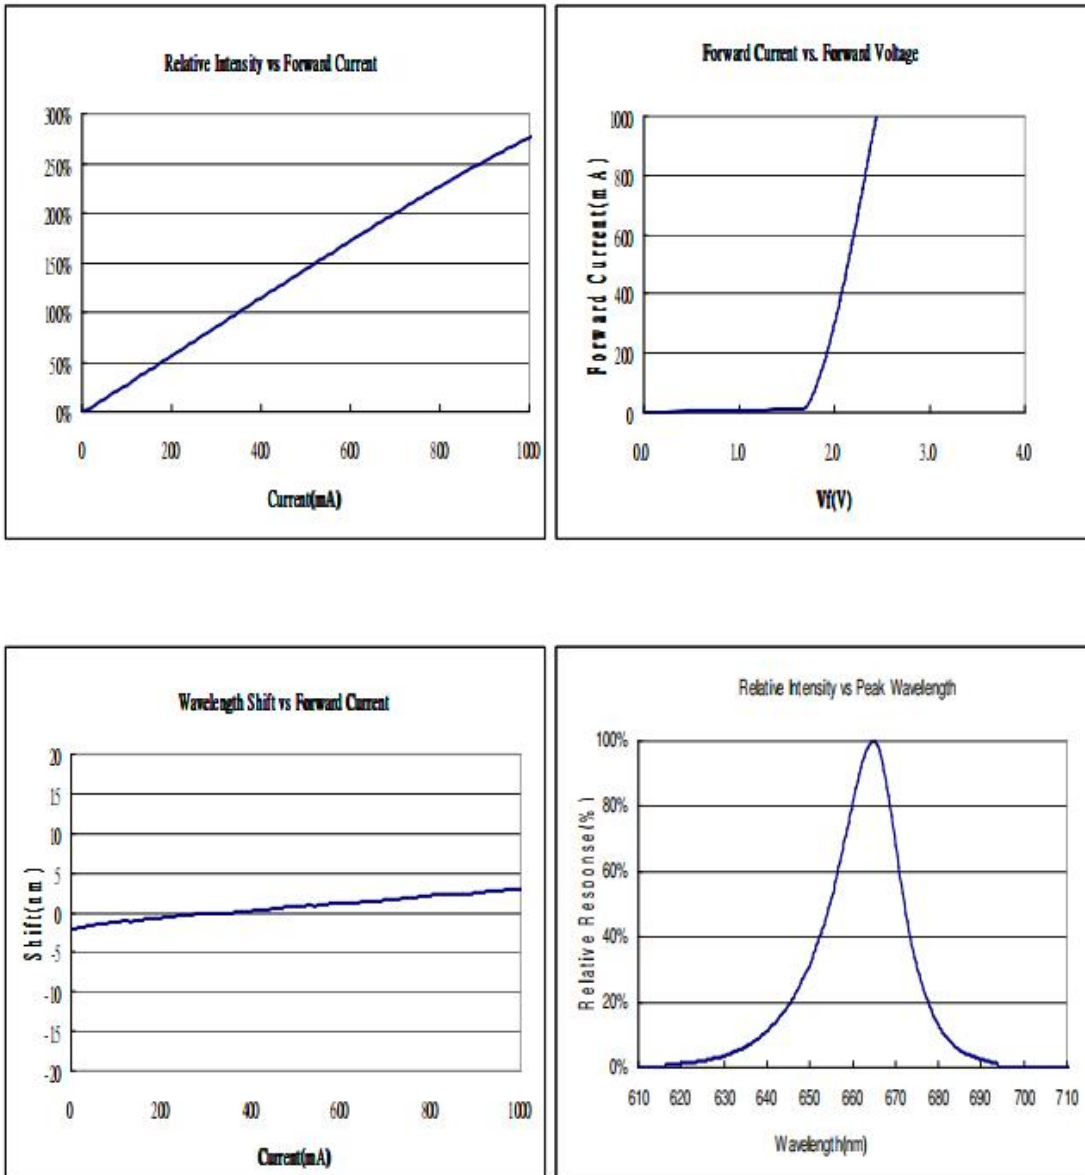 Relative Intensity vs Forward Current
300%
250%
200%
150%
100%
50%
0%
0 200 400 600 800 1000
Current(mA)
Forward Current vs. Forward Voltage
Forward Current(mA)
1000
800
600
400
200
0
0.0 1.0 2.0 3.0 4.0
Vf(V)
Wavelength Shift vs Forward Current
Shift(nm)
20
15
10
5
0
-5
-10
-15
-20
0 200 400 600 800 1000
Current(mA)
Relative Intensity vs Peak Wavelength
Relative Resoonse(%)
100%
80%
60%
40%
20%
0%
610 620 630 640 650 660 670 680 690 700 710
Wavelength(nm)